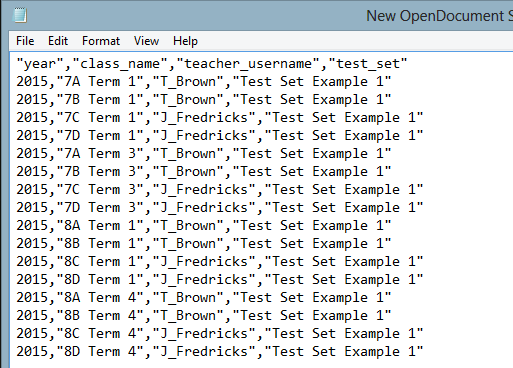 New OpenDocument S
File Edit Format View Help
"year","class_name","teacher_username","test_set"
2015,"7A Term 1","T_Brown","Test Set Example 1"
2015,"7B Term 1","T_Brown","Test Set Example 1"
2015,"7C Term 1","J_Fredricks","Test Set Example 1"
2015,"7D Term 1","J_Fredricks","Test Set Example 1"
2015,"7A Term 3","T_Brown","Test Set Example 1"
2015,"7B Term 3","T_Brown","Test Set Example 1"
2015,"7C Term 3","J_Fredricks","Test Set Example 1"
2015,"7D Term 3","J_Fredricks","Test Set Example 1"
2015,"8A Term 1","T_Brown","Test Set Example 1"
2015,"8B Term 1","T_Brown","Test Set Example 1"
2015,"8C Term 1","J_Fredricks","Test Set Example 1"
2015,"8D Term 1","J_Fredricks","Test Set Example 1"
2015,"8A Term 4","T_Brown","Test Set Example 1"
2015,"8B Term 4","T_Brown","Test Set Example 1"
2015,"8C Term 4","J_Fredricks","Test Set Example 1"
2015,"8D Term 4","J_Fredricks","Test Set Example 1"